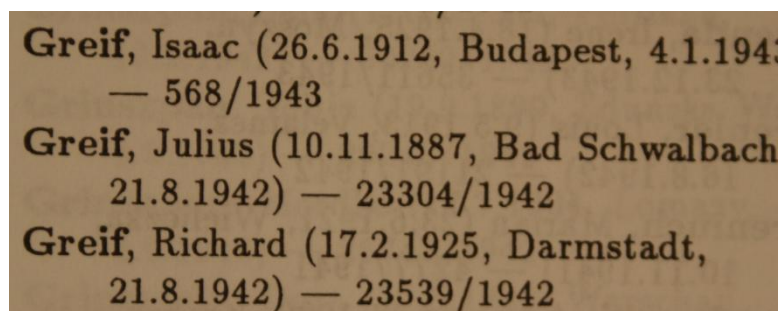 Greif, Isaac (26.6.1912, Budapest, 4.1.1943
— 568/1943
Greif, Julius (10.11.1887, Bad Schwalbach
21.8.1942) — 23304/1942
Greif, Richard (17.2.1925, Darmstadt,
21.8.1942) — 23539/1942